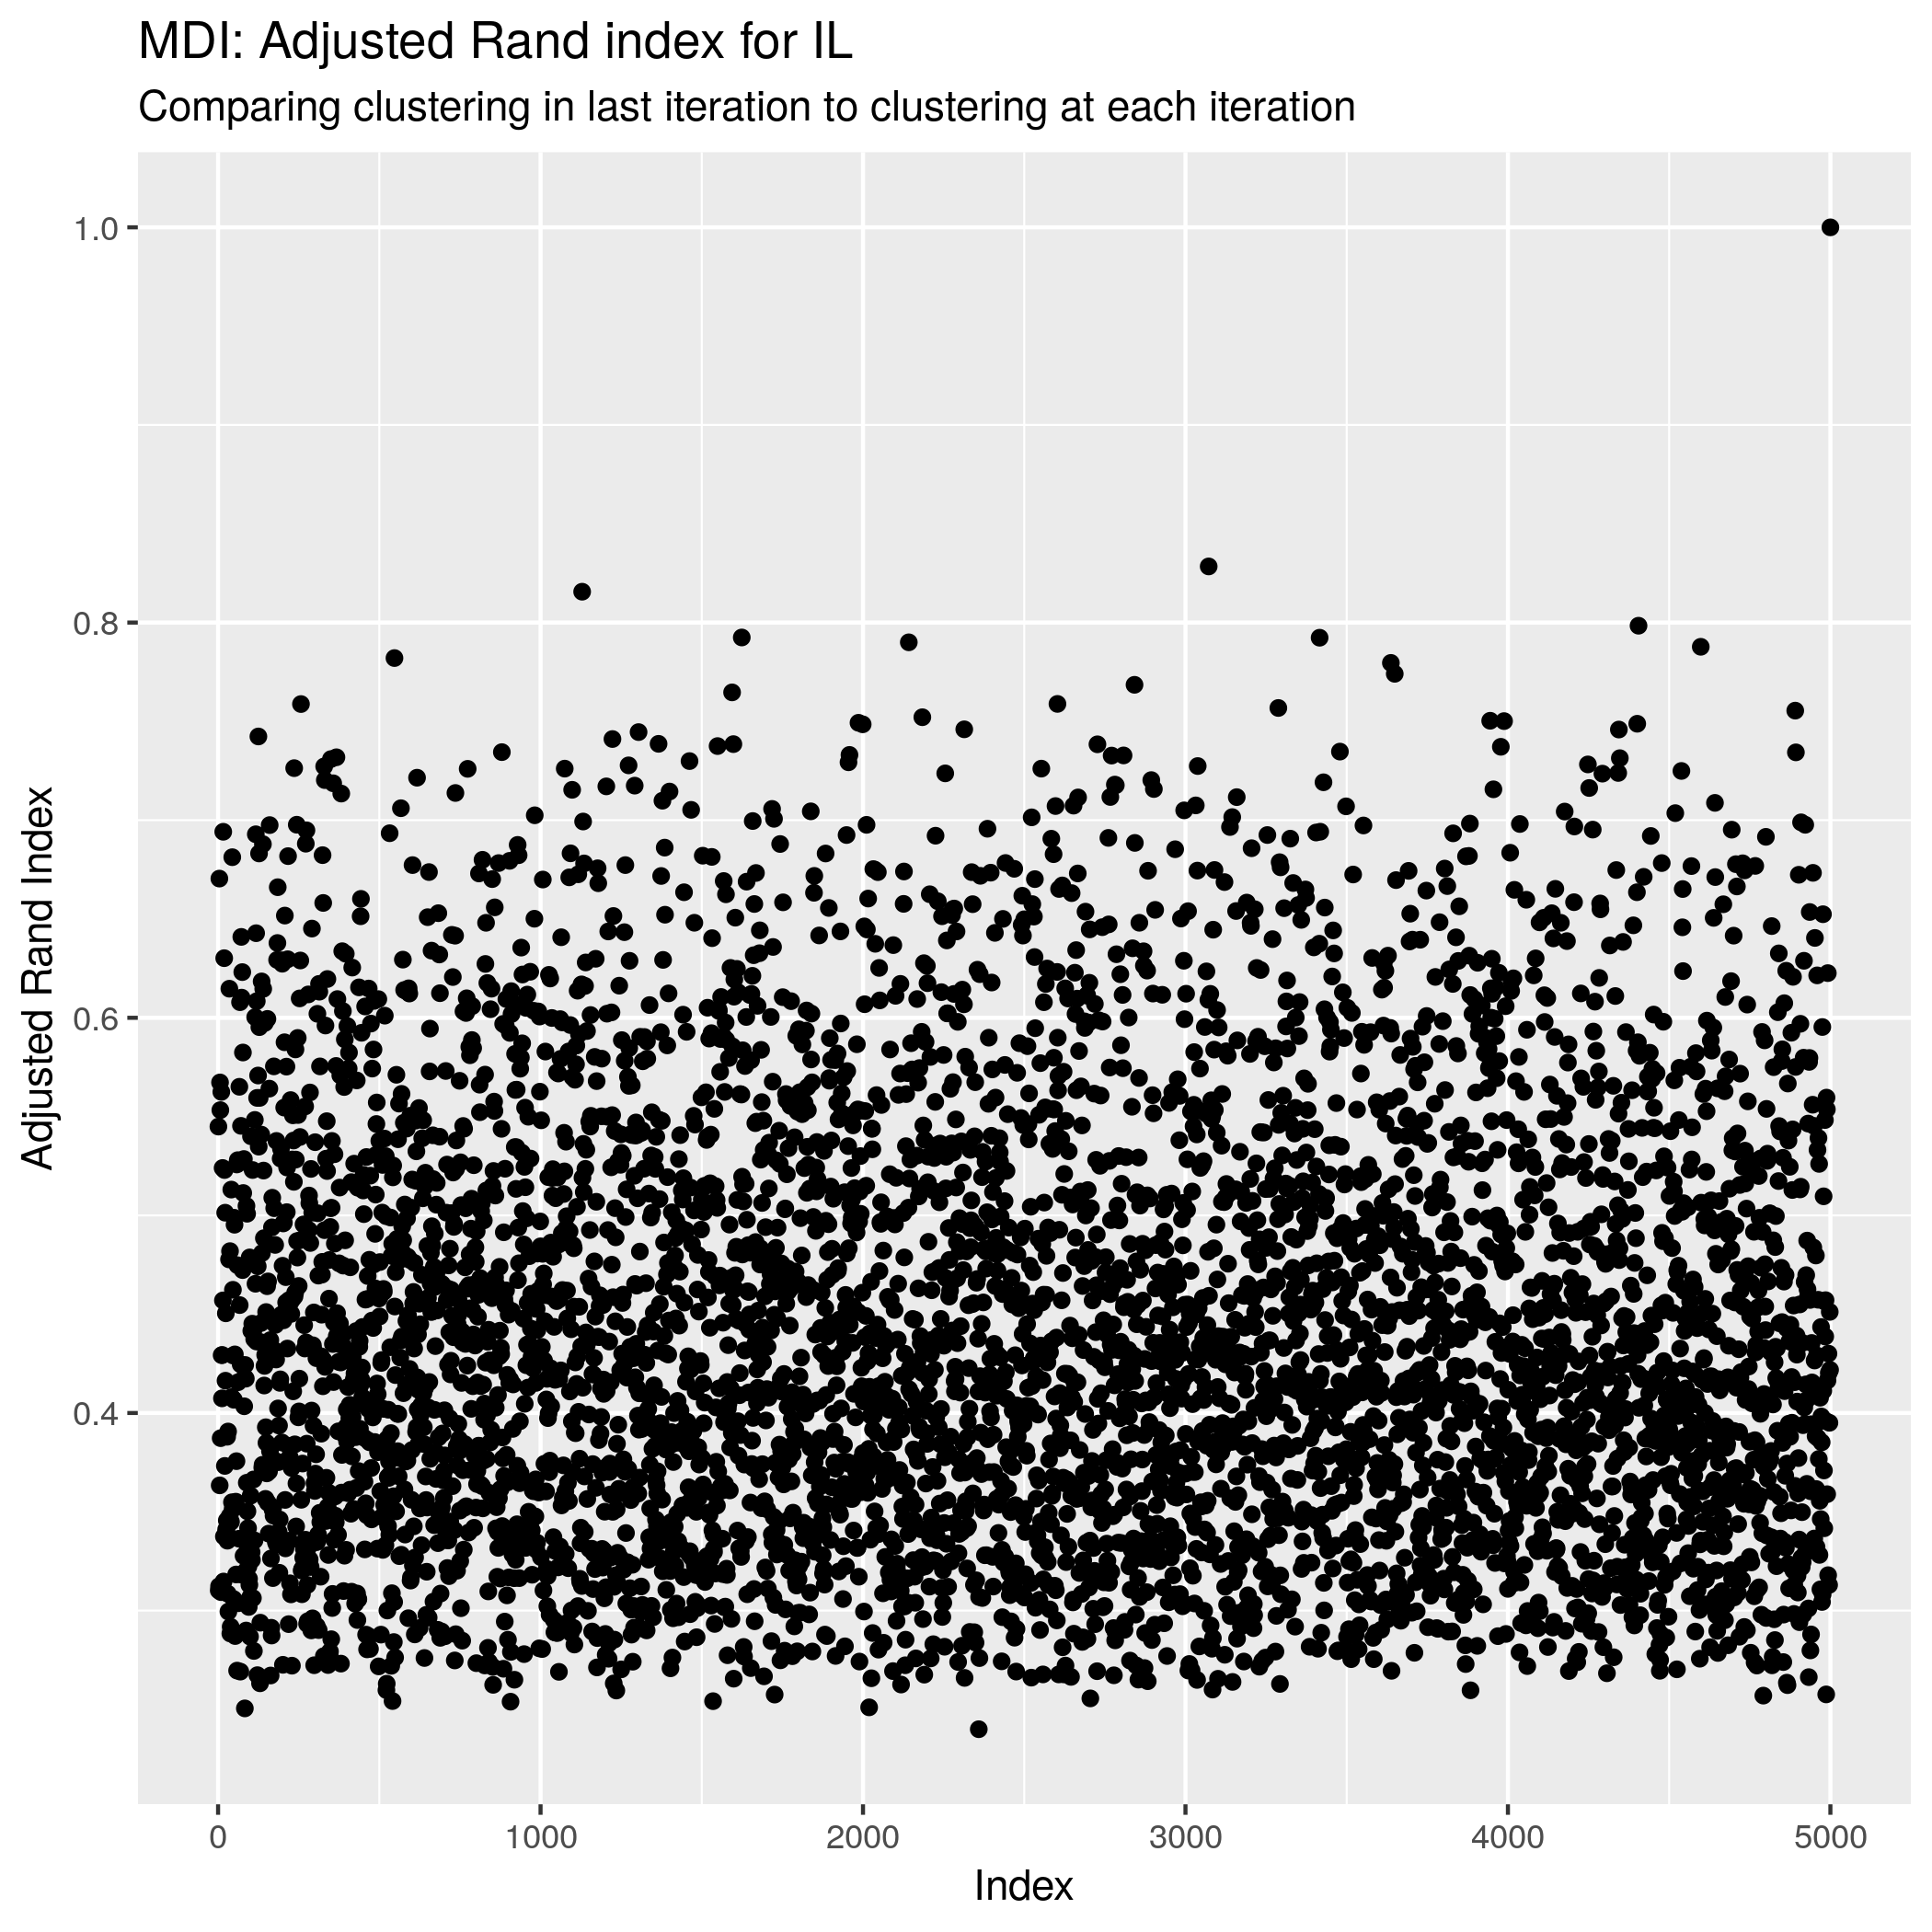 MDI: Adjusted Rand index for IL
Comparing clustering in last iteration to clustering at each iteration
Adjusted Rand Index
1.0
0.8
0.6
0.4
0
1000
2000
3000
4000
5000
Index